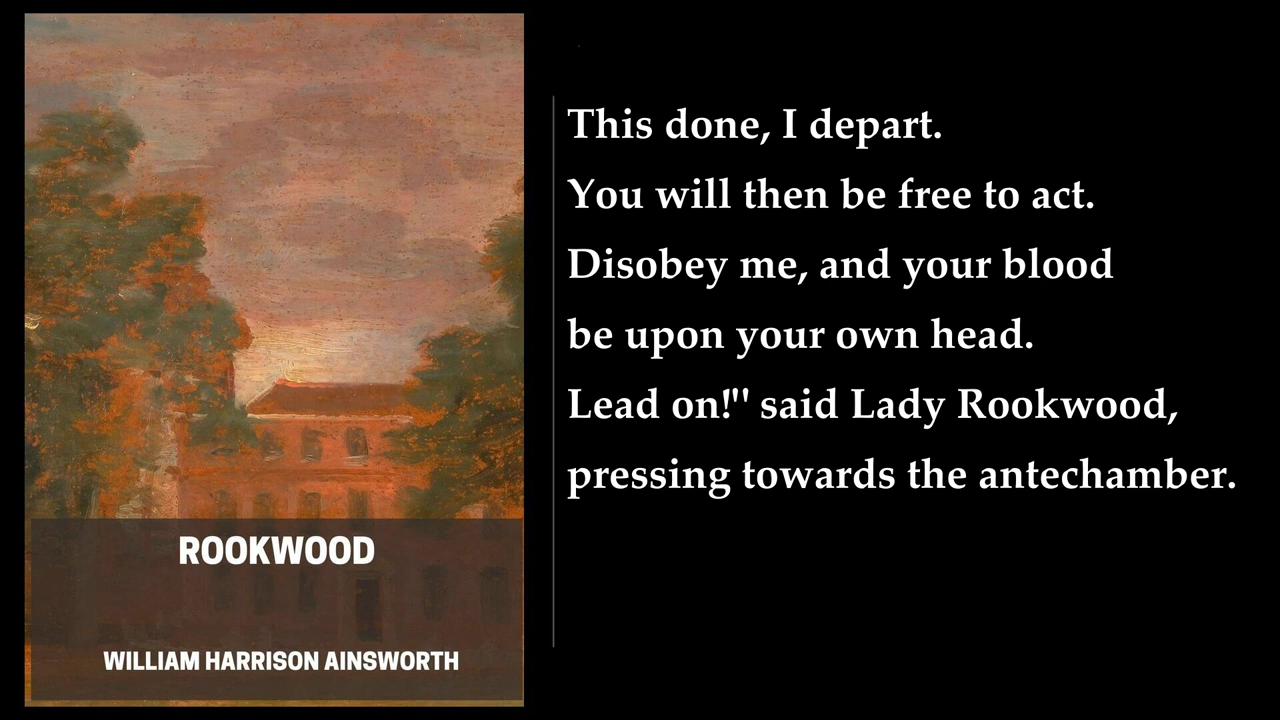 ROOKWOOD
WILLIAM HARRISON AINSWORTH
This done, I depart.
You will then be free to act.
Disobey me, and your blood
be upon your own head.
Lead on!"' said Lady Rookwood,
pressing towards the antechamber.